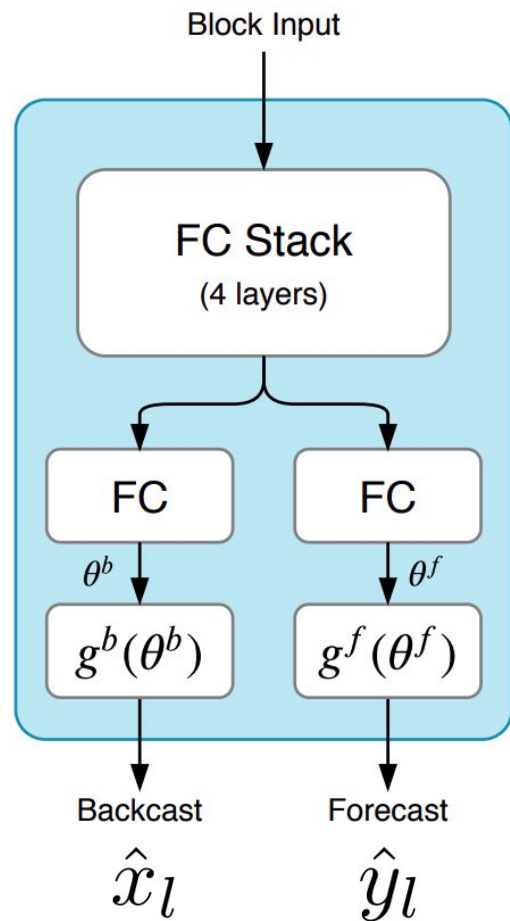 Block Input
FC Stack
(4 layers)
FC FC
θ^b θ^f
g^b(θ^b) g^f(θ^f)
Backcast Forecast
x̂_l ŷ_l